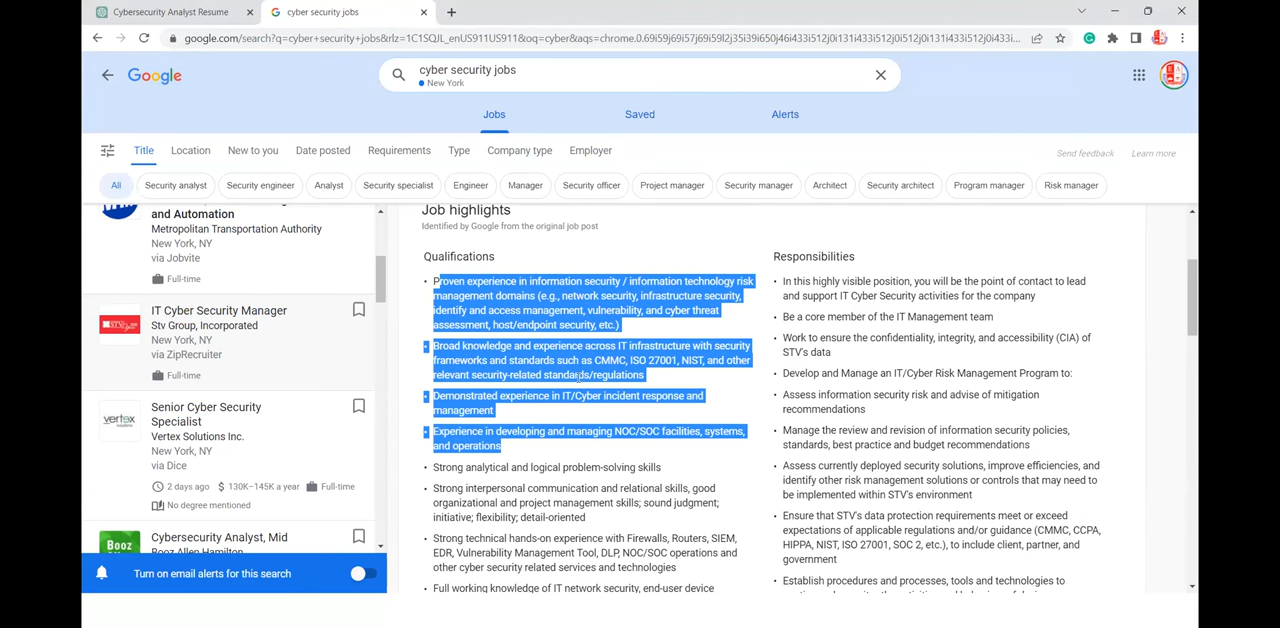 Cybersecurity Analyst Resume
cyber security jobs
google.com/search?q=cyber+security+jobs&rlz=1C1SQJL_enUS911US911&oq=cyber&aqs=chrome.0.69i59j69i57j69i59l2j35i39i650j46i433i512j0i131i433i512j0i512j0i131i433i512j0i433i...
Google
cyber security jobs
New York
Jobs
Saved
Alerts
Title
Location
New to you
Date posted
Requirements
Type
Company type
Employer
Send feedback
Learn more
All
Security analyst
Security engineer
Analyst
Security specialist
Engineer
Manager
Security officer
Project manager
Security manager
Architect
Security architect
Program manager
Risk manager
and Automation
Metropolitan Transportation Authority
New York, NY
via Jobvite
Full-time
IT Cyber Security Manager
Stv Group, Incorporated
New York, NY
via ZipRecruiter
Full-time
vertex
Senior Cyber Security
Specialist
Vertex Solutions Inc.
New York, NY
via Dice
2 days ago $ 130K–145K a year Full-time
No degree mentioned
Booz
Cybersecurity Analyst, Mid
Booz Allen Hamilton
Turn on email alerts for this search
Job highlights
Identified by Google from the original job post
Qualifications
• Proven experience in information security / information technology risk
management domains (e.g., network security, infrastructure security,
identify and access management, vulnerability, and cyber threat
assessment, host/endpoint security, etc.)
• Broad knowledge and experience across IT infrastructure with security
frameworks and standards such as CMMC, ISO 27001, NIST, and other
relevant security-related standards/regulations
• Demonstrated experience in IT/Cyber incident response and
management
• Experience in developing and managing NOC/SOC facilities, systems,
and operations
• Strong analytical and logical problem-solving skills
• Strong interpersonal communication and relational skills, good
organizational and project management skills; sound judgment;
initiative; flexibility; detail-oriented
• Strong technical hands-on experience with Firewalls, Routers, SIEM,
EDR, Vulnerability Management Tool, DLP, NOC/SOC operations and
other cyber security related services and technologies
• Full working knowledge of IT network security, end-user device
Responsibilities
• In this highly visible position, you will be the point of contact to lead
and support IT Cyber Security activities for the company
• Be a core member of the IT Management team
• Work to ensure the confidentiality, integrity, and accessibility (CIA) of
STV's data
• Develop and Manage an IT/Cyber Risk Management Program to:
• Assess information security risk and advise of mitigation
recommendations
• Manage the review and revision of information security policies,
standards, best practice and budget recommendations
• Assess currently deployed security solutions, improve efficiencies, and
identify other risk management solutions or controls that may need to
be implemented within STV's environment
• Ensure that STV's data protection requirements meet or exceed
expectations of applicable regulations and/or guidance (CMMC, CCPA,
HIPPA, NIST, ISO 27001, SOC 2, etc.), to include client, partner, and
government
• Establish procedures and processes, tools and technologies to